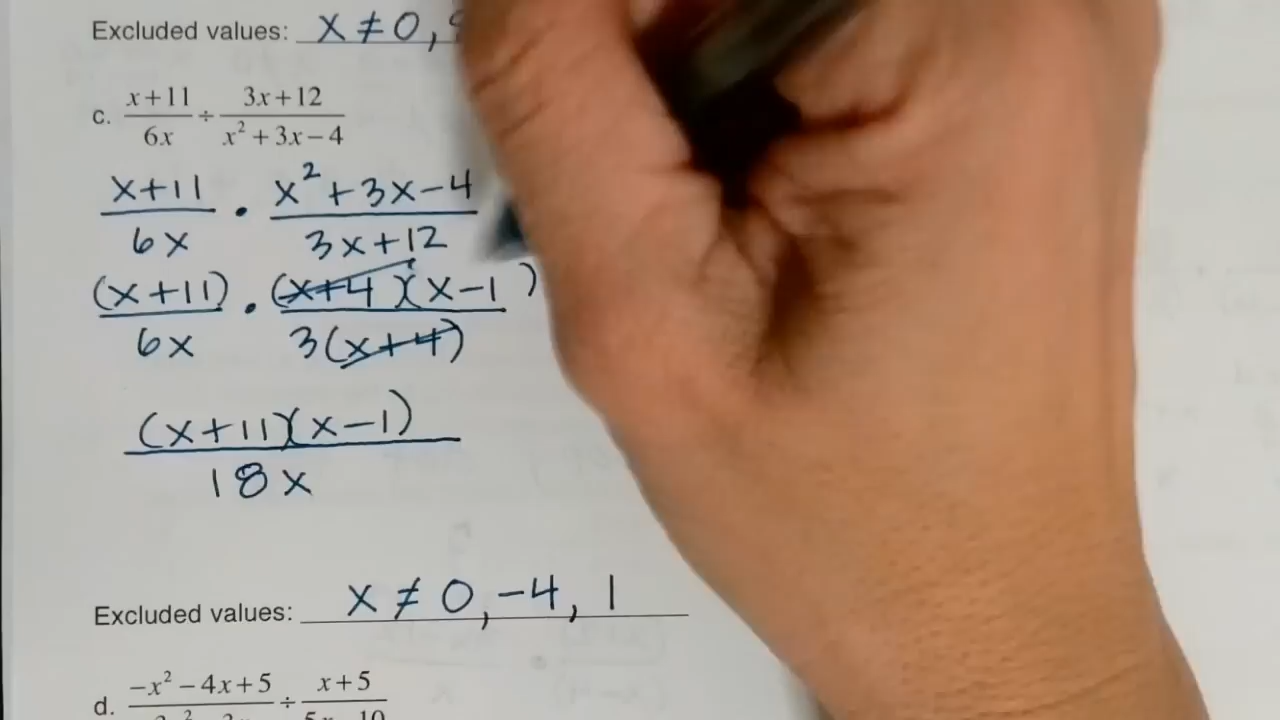 Excluded values: x ≠ 0,
c. x+11 / 6x ÷ 3x+12 / x² + 3x − 4
x+11 / 6x · x²+3x−4 / 3x+12
(x+11) / 6x · (x+4)(x−1) / 3(x+4)
(x+11)(x−1) / 18x
Excluded values: x ≠ 0, −4, 1
d. −x² − 4x + 5 / ÷ x+5 /